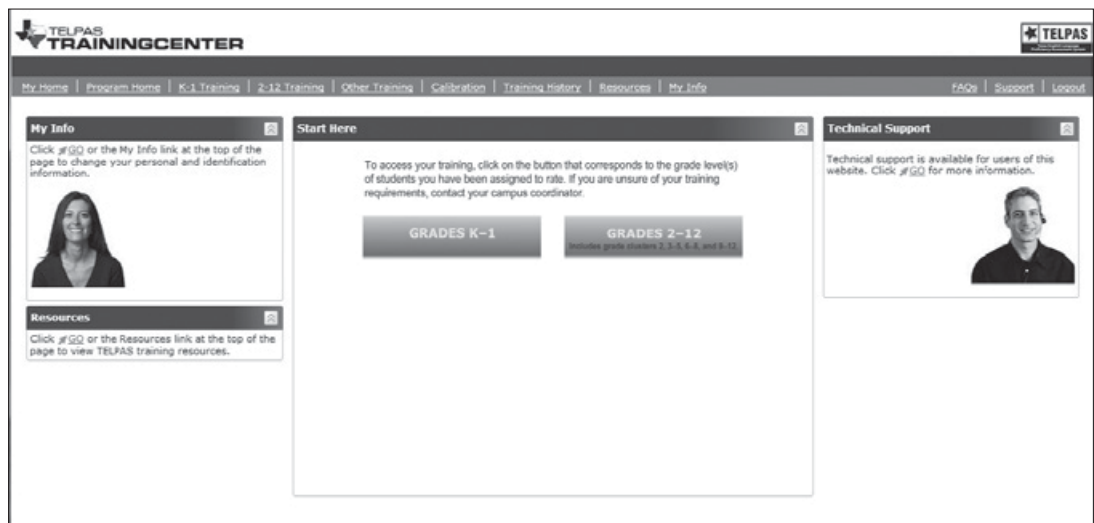 TELPAS
TRAININGCENTER
TELPAS
My Home | Program Home | K-1 Training | 2-12 Training | Other Training | Calibration | Training History | Resources | My Info
FAQs | Support | Logout
My Info
Click GO or the My Info link at the top of the
page to change your personal and identification
information.
Resources
Click GO or the Resources link at the top of the
page to view TELPAS training resources.
Start Here
To access your training, click on the button that corresponds to the grade level(s)
of students you have been assigned to rate. If you are unsure of your training
requirements, contact your campus coordinator.
GRADES K–1
GRADES 2–12
Includes grade clusters 2, 3–5, 6–8, and 9–12.
Technical Support
Technical support is available for users of this
website. Click GO for more information.